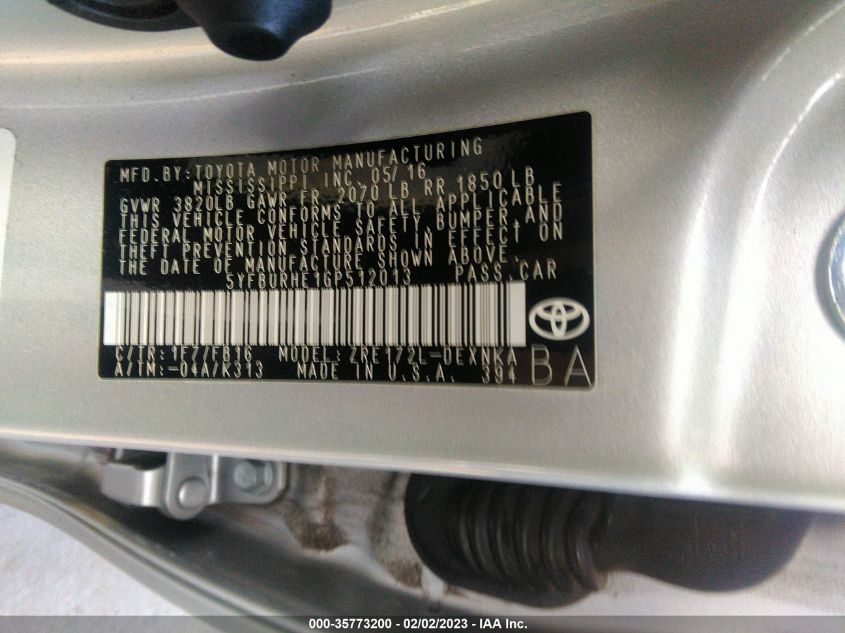 MFD. BY: TOYOTA MOTOR MANUFACTURING
MISSISSIPPI INC. 05/16
GVWR 3820LB GAWR FR 2070 LB RR 1850 LB
THIS VEHICLE CONFORMS TO ALL APPLICABLE
FEDERAL MOTOR VEHICLE SAFETY, BUMPER, AND
THEFT PREVENTION STANDARDS IN EFFECT ON
THE DATE OF MANUFACTURE SHOWN ABOVE.
5YFBURHE1GP512013 PASS. CAR
C/TR: 1F7/FB16 MODEL: ZRE172L-DEXNKA
A/TM: -04A/K313 MADE IN U.S.A. 394
BA
000-35773200 - 02/02/2023 - IAA Inc.